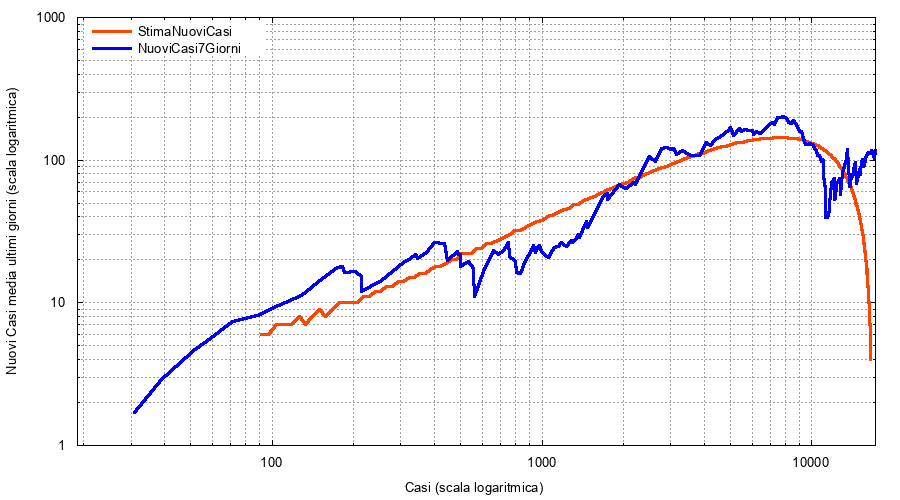 1000
100
10
1
StimaNuoviCasi
NuoviCasi7Giorni
Nuovi Casi media ultimi giorni (scala logaritmica)
100
1000
10000
Casi (scala logaritmica)